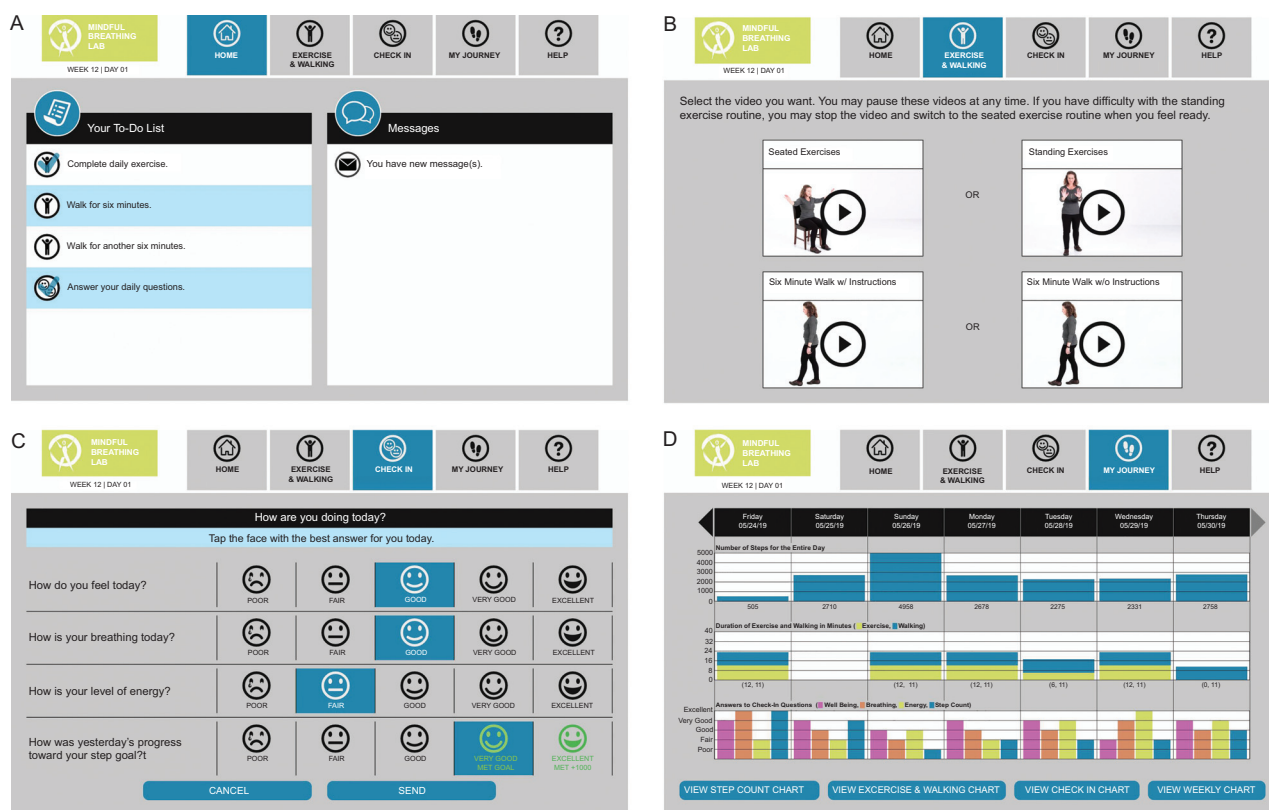 A
MINDFUL
BREATHING
LAB
WEEK 12 | DAY 01
HOME
EXERCISE
& WALKING
CHECK IN
MY JOURNEY
HELP
Your To-Do List
Complete daily exercise.
Walk for six minutes.
Walk for another six minutes.
Answer your daily questions.
Messages
You have new message(s).
B
MINDFUL
BREATHING
LAB
WEEK 12 | DAY 01
HOME
EXERCISE
& WALKING
CHECK IN
MY JOURNEY
HELP
Select the video you want. You may pause these videos at any time. If you have difficulty with the standing
exercise routine, you may stop the video and switch to the seated exercise routine when you feel ready.
Seated Exercises
OR
Standing Exercises
Six Minute Walk w/ Instructions
OR
Six Minute Walk w/o Instructions
C
MINDFUL
BREATHING
LAB
WEEK 12 | DAY 01
HOME
EXERCISE
& WALKING
CHECK IN
MY JOURNEY
HELP
How are you doing today?
Tap the face with the best answer for you today.
How do you feel today?
POOR FAIR GOOD VERY GOOD EXCELLENT
How is your breathing today?
POOR FAIR GOOD VERY GOOD EXCELLENT
How is your level of energy?
POOR FAIR GOOD VERY GOOD EXCELLENT
How was yesterday's progress
toward your step goal?t
POOR FAIR GOOD VERY GOOD EXCELLENT
MET GOAL MET +1000
CANCEL SEND
D
MINDFUL
BREATHING
LAB
WEEK 12 | DAY 01
HOME
EXERCISE
& WALKING
CHECK IN
MY JOURNEY
HELP
Friday Saturday Sunday Monday Tuesday Wednesday Thursday
05/24/19 05/25/19 05/26/19 05/27/19 05/28/19 05/29/19 05/30/19
Number of Steps for the Entire Day
5000
4000
3000
2000
1000
0
505 2710 4958 2678 2275 2331 2758
Duration of Exercise and Walking in Minutes (Exercise, Walking)
40
32
24
16
8
0
(12, 11) (12, 11) (12, 11) (6, 11) (12, 11) (0, 11)
Answers to Check-In Questions (Well Being, Breathing, Energy, Step Count)
Excellent
Very Good
Good
Fair
Poor
VIEW STEP COUNT CHART VIEW EXCERCISE & WALKING CHART VIEW CHECK IN CHART VIEW WEEKLY CHART